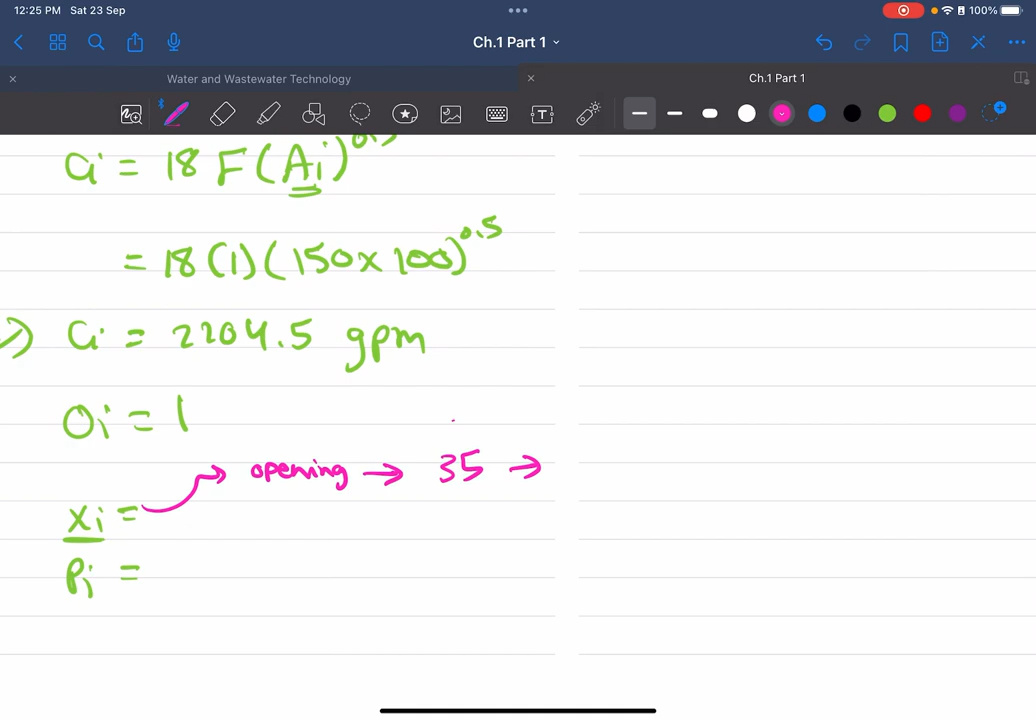 12:25 PM Sat 23 Sep
100%
Ch.1 Part 1
Water and Wastewater Technology
Ch.1 Part 1
Ci = 18 F (Ai)^0.5
= 18 (1) (150 x 100)^0.5
=> Ci = 2204.5 gpm
Oi = 1
opening → 35 →
xi =
Pi =